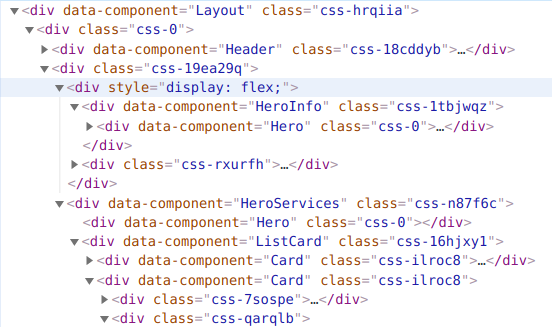 ▼<div data-component="Layout" class="css-hrqiia">
▼<div class="css-0">
▶<div data-component="Header" class="css-18cddyb">…</div>
▼<div class="css-19ea29q">
▼<div style="display: flex;">
▼<div data-component="HeroInfo" class="css-1tbjwqz">
▶<div data-component="Hero" class="css-0">…</div>
</div>
▶<div class="css-rxurfh">…</div>
</div>
▼<div data-component="HeroServices" class="css-n87f6c">
<div data-component="Hero" class="css-0"></div>
▼<div data-component="ListCard" class="css-16hjxy1">
▶<div data-component="Card" class="css-ilroc8">…</div>
▼<div data-component="Card" class="css-ilroc8">
▶<div class="css-7sospe">…</div>
▼<div class="css-qarqlb">